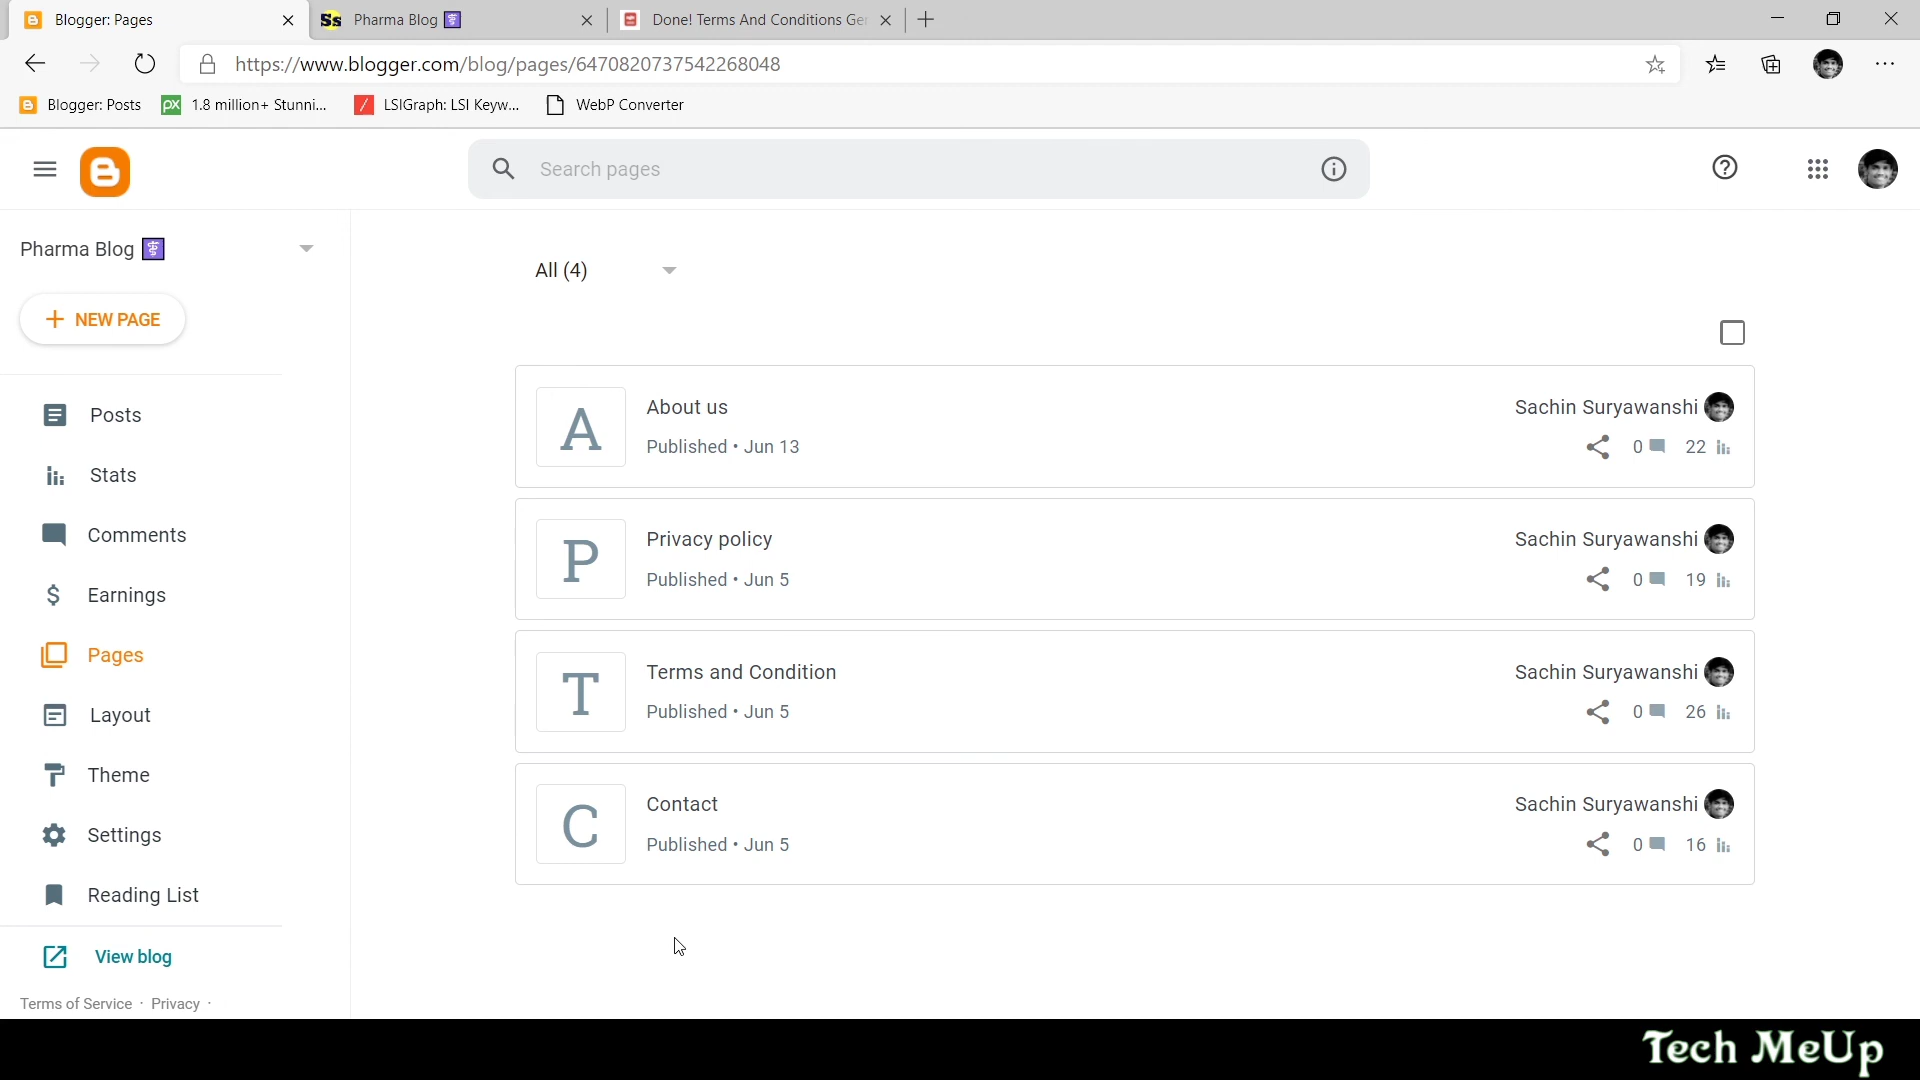 Blogger: Pages
Ss Pharma Blog
Done! Terms And Conditions Ge
https://www.blogger.com/blog/pages/6470820737542268048
Blogger: Posts
px 1.8 million+ Stunni...
LSIGraph: LSI Keyw...
WebP Converter
Search pages
Pharma Blog
All (4)
NEW PAGE
A
About us
Sachin Suryawanshi
Published • Jun 13
0
22
P
Privacy policy
Sachin Suryawanshi
Published • Jun 5
0
19
T
Terms and Condition
Sachin Suryawanshi
Published • Jun 5
0
26
C
Contact
Sachin Suryawanshi
Published • Jun 5
0
16
Posts
Stats
Comments
Earnings
Pages
Layout
Theme
Settings
Reading List
View blog
Terms of Service · Privacy ·
Tech MeUp